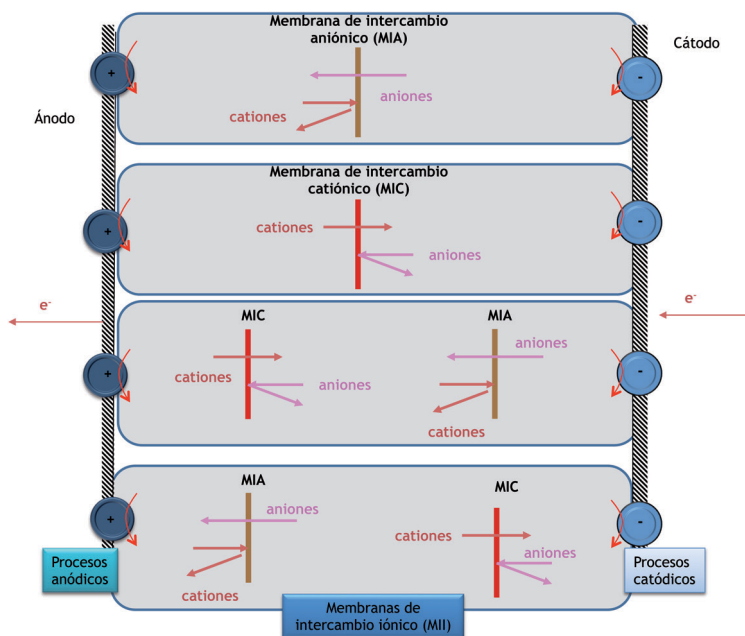 Membrana de intercambio
aniónico (MIA)
Cátodo
+
-
aniones
cationes
Ánodo
Membrana de intercambio
catiónico (MIC)
cationes
+
-
aniones
e-
e-
MIC
MIA
aniones
cationes
aniones
+
-
cationes
MIA
MIC
aniones
+
-
cationes
aniones
cationes
Procesos
anódicos
Procesos
catódicos
Membranas de
intercambio iónico (MII)